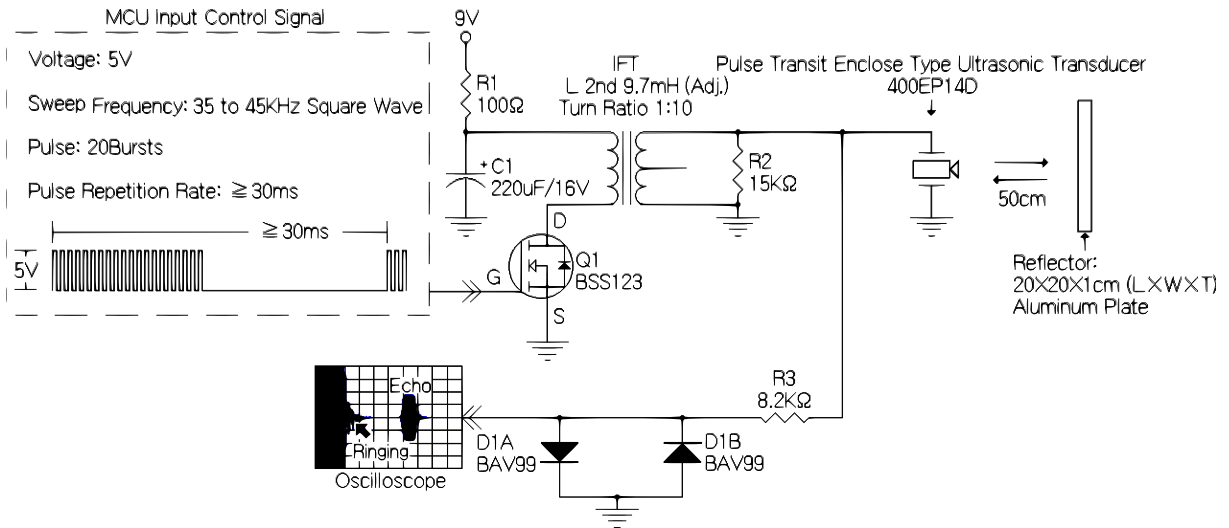 MCU Input Control Signal
Voltage: 5V
Sweep Frequency: 35 to 45KHz Square Wave
Pulse: 20Bursts
Pulse Repetition Rate: ≧30ms
≧30ms
5V
9V
R1
100Ω
+C1
220uF/16V
IFT
L 2nd 9.7mH (Adj.)
Turn Ratio 1:10
D
G
S
Q1
BSS123
R2
15KΩ
Pulse Transit Enclose Type Ultrasonic Transducer
400EP14D
50cm
Reflector:
20X20X1cm (L×W×T)
Aluminum Plate
R3
8.2KΩ
D1A
BAV99
D1B
BAV99
Echo
Ringing
Oscilloscope